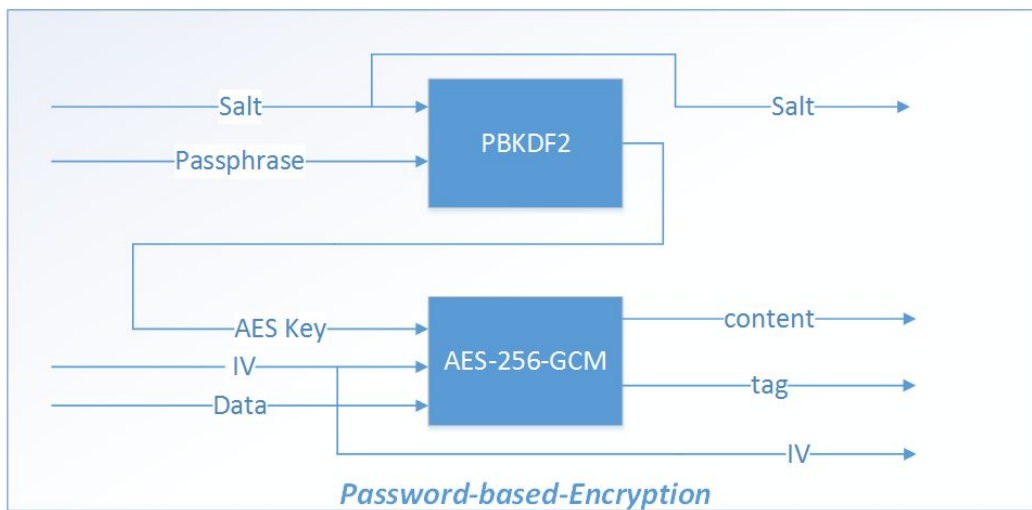 Salt
Salt
PBKDF2
Passphrase
AES Key
content
IV
AES-256-GCM
tag
Data
IV
Password-based-Encryption